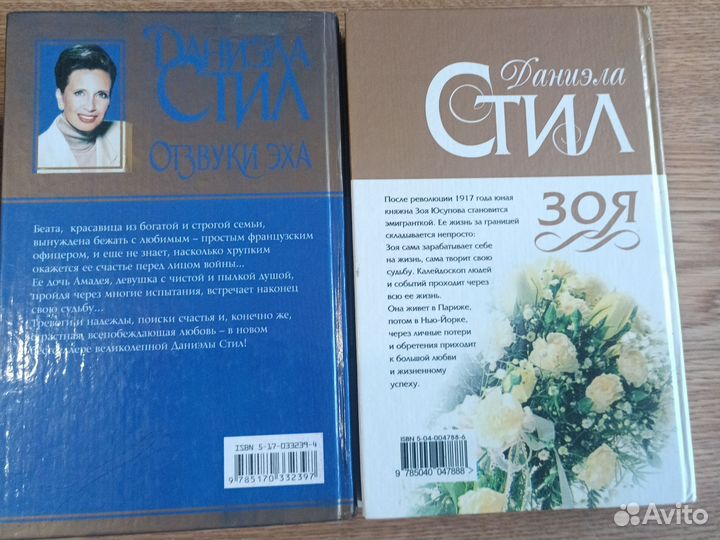 Даниэла
Стил
Отзвуки эха
Беата, красавица из богатой и строгой семьи,
вынуждена бежать с любимым – простым французским
офицером, и еще не знает, насколько хрупким
окажется ее счастье перед лицом войны...
Ее дочь Амадея, девушка с чистой и пылкой душой,
пройдя через многие испытания, встречает наконец
свою судьбу...
Тревоги и надежды, поиски счастья и, конечно же,
страстная, всепобеждающая любовь – в новом
бестселлере великолепной Даниэлы Стил!
ISBN 5-17-033239-4
9 785170 332397
Даниэла
Стил
ЗОЯ
После революции 1917 года юная
княжна Зоя Юсупова становится
эмигранткой. Ее жизнь за границей
складывается непросто:
Зоя сама зарабатывает себе
на жизнь, сама творит свою
судьбу. Калейдоскоп людей
и событий проходит через
всю ее жизнь.
Она живет в Париже,
потом в Нью-Йорке,
через личные потери
и обретения приходит
к большой любви
и жизненному
успеху.
ISBN 5-04-004788-6
9 785040 047888 >
Avito